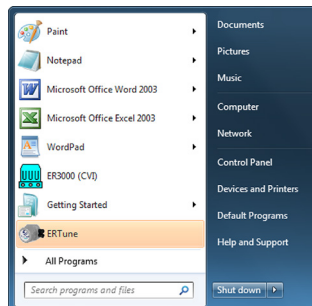 Paint
Notepad
Microsoft Office Word 2003
Microsoft Office Excel 2003
WordPad
ER3000 (CVI)
Getting Started
ERTune
All Programs
Search programs and files
Documents
Pictures
Music
Computer
Network
Control Panel
Devices and Printers
Default Programs
Help and Support
Shut down